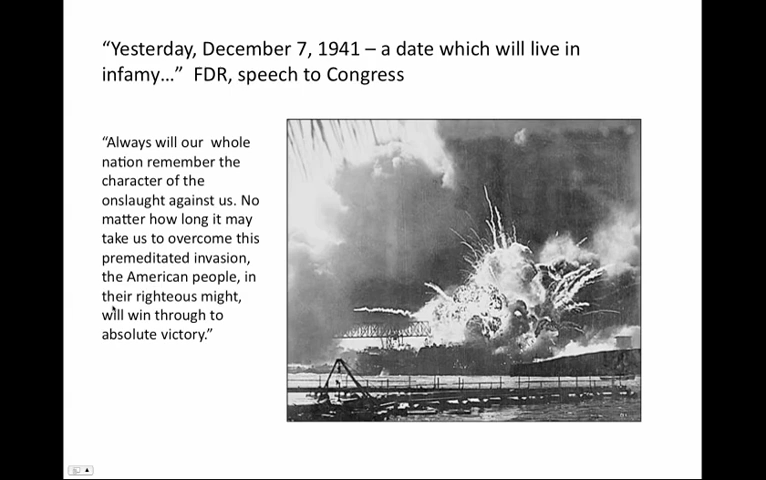 “Yesterday, December 7, 1941 – a date which will live in
infamy…”  FDR, speech to Congress
“Always will our  whole
nation remember the
character of the
onslaught against us. No
matter how long it may
take us to overcome this
premeditated invasion,
the American people, in
their righteous might,
will win through to
absolute victory.”